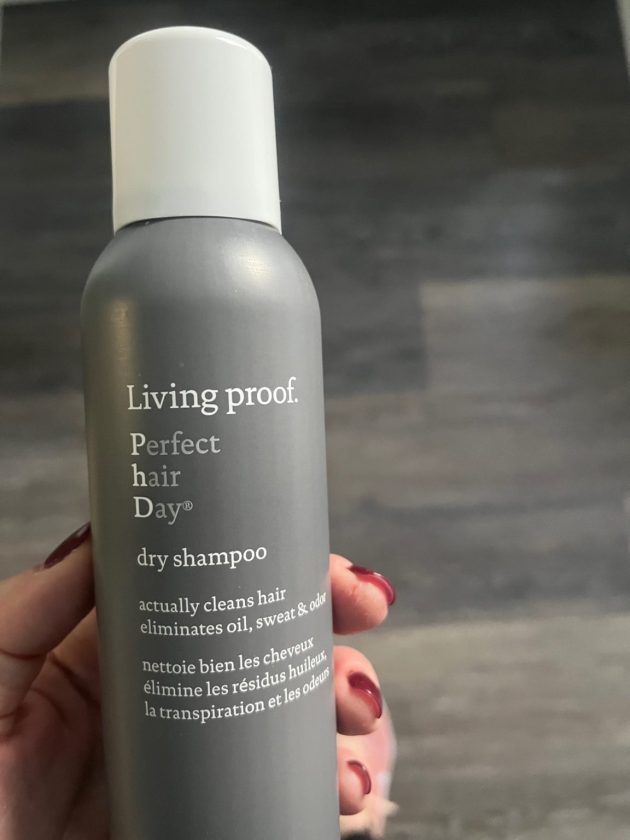 Living proof.
Perfect
hair
Day®
dry shampoo
actually cleans hair
eliminates oil, sweat & odor
nettoie bien les cheveux
élimine les résidus huileux,
la transpiration et les odeurs